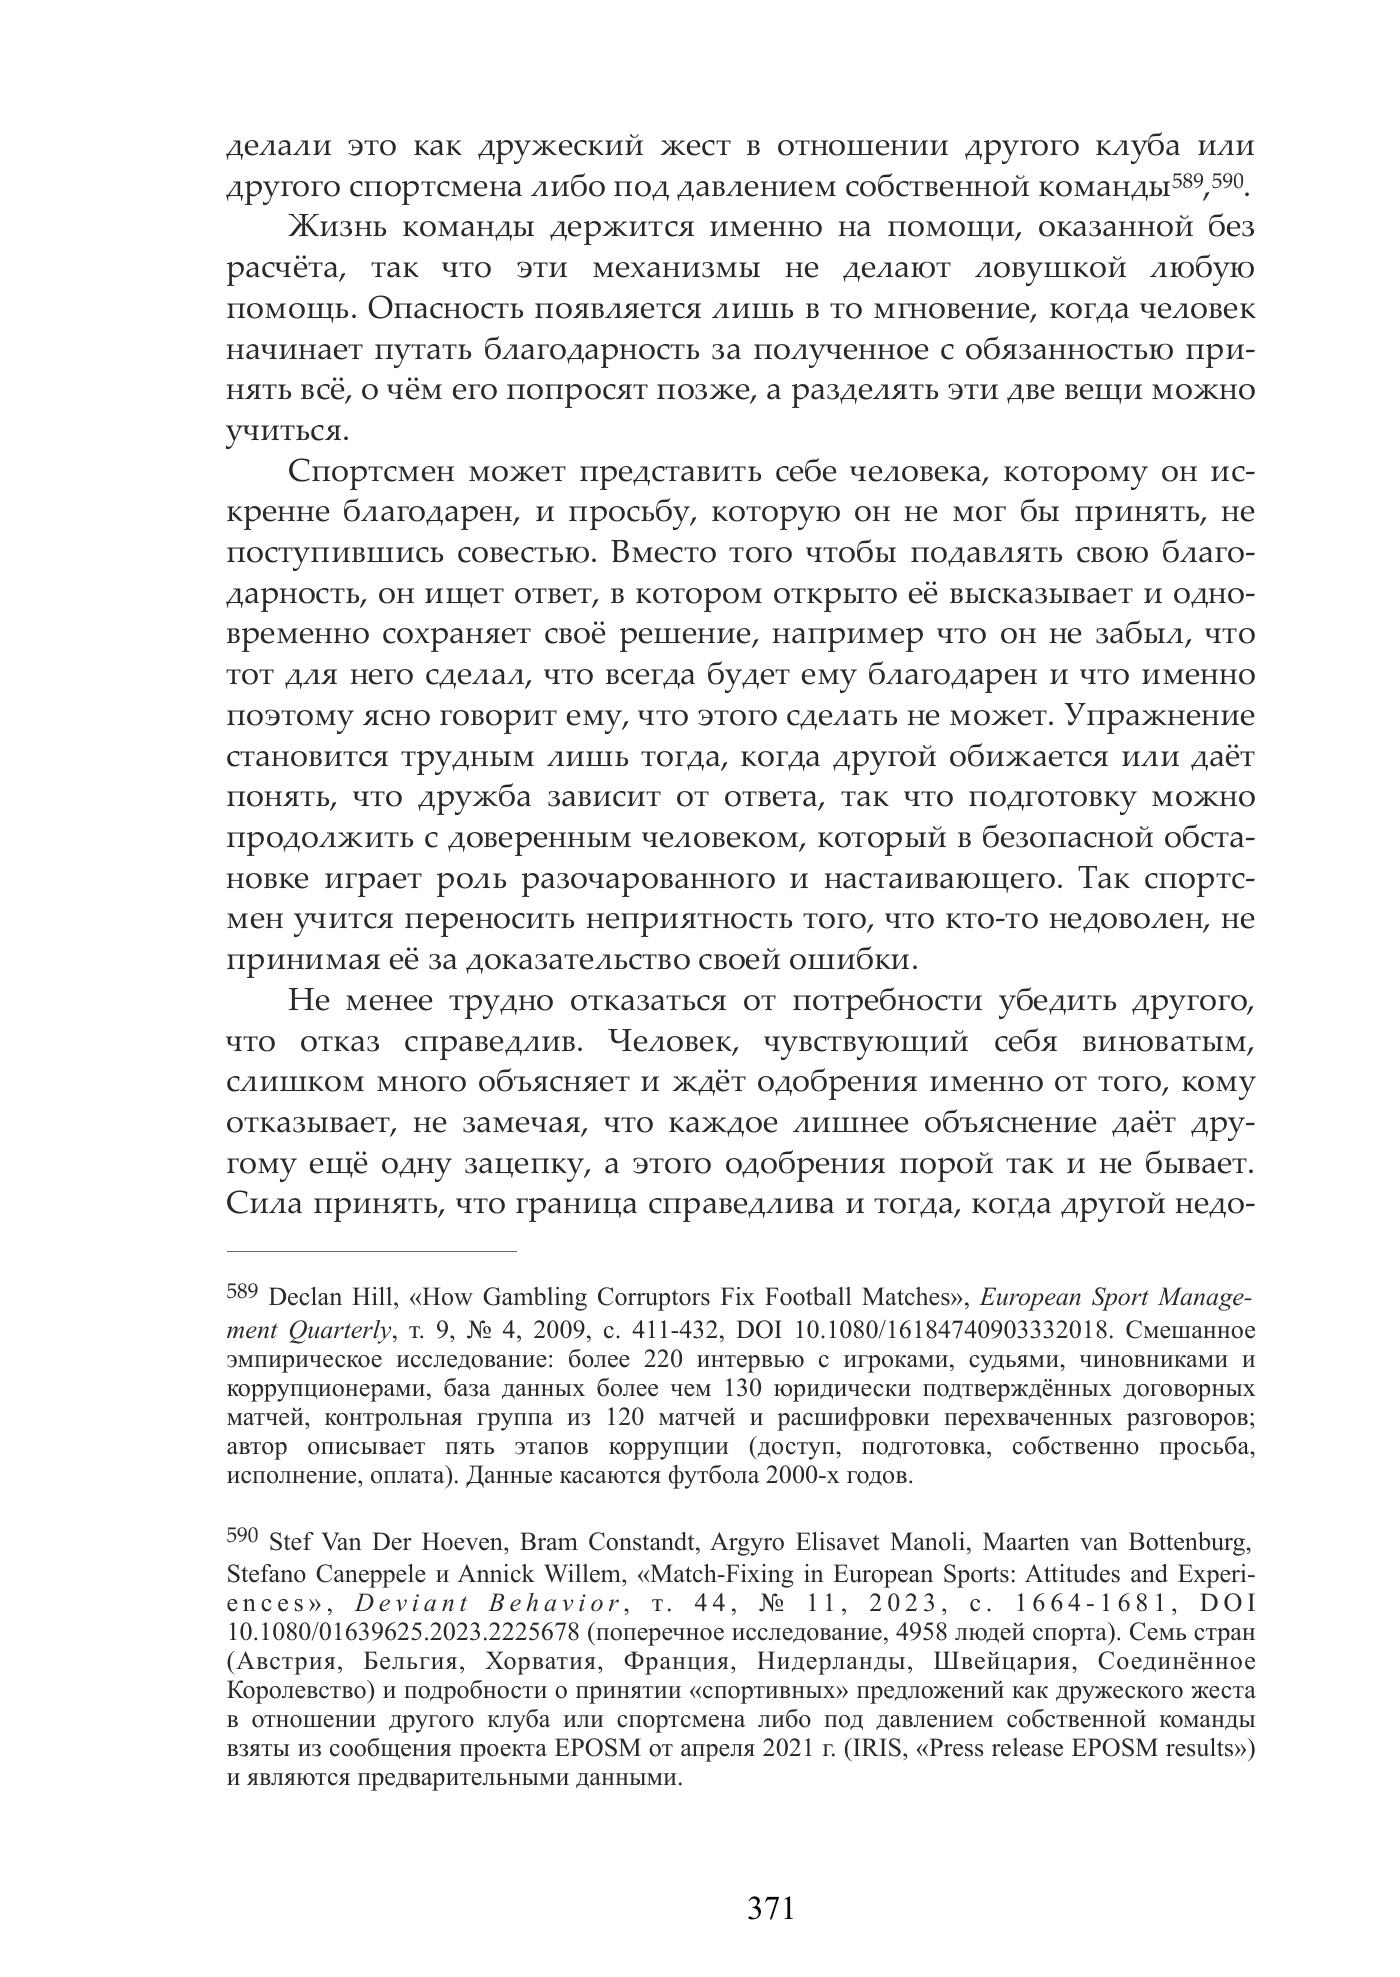 делали это как дружеский жест в отношении другого клуба или
другого спортсмена либо под давлением собственной команды589,590.
Жизнь команды держится именно на помощи, оказанной без
расчёта, так что эти механизмы не делают ловушкой любую
помощь. Опасность появляется лишь в то мгновение, когда человек
начинает путать благодарность за полученное с обязанностью при-
нять всё, о чём его попросят позже, а разделять эти две вещи можно
учиться.
Спортсмен может представить себе человека, которому он ис-
кренне благодарен, и просьбу, которую он не мог бы принять, не
поступившись совестью. Вместо того чтобы подавлять свою благо-
дарность, он ищет ответ, в котором открыто её высказывает и одно-
временно сохраняет своё решение, например что он не забыл, что
тот для него сделал, что всегда будет ему благодарен и что именно
поэтому ясно говорит ему, что этого сделать не может. Упражнение
становится трудным лишь тогда, когда другой обижается или даёт
понять, что дружба зависит от ответа, так что подготовку можно
продолжить с доверенным человеком, который в безопасной обста-
новке играет роль разочарованного и настаивающего. Так спортс-
мен учится переносить неприятность того, что кто-то недоволен, не
принимая её за доказательство своей ошибки.
Не менее трудно отказаться от потребности убедить другого,
что отказ справедлив. Человек, чувствующий себя виноватым,
слишком много объясняет и ждёт одобрения именно от того, кому
отказывает, не замечая, что каждое лишнее объяснение даёт дру-
гому ещё одну зацепку, а этого одобрения порой так и не бывает.
Сила принять, что граница справедлива и тогда, когда другой недо-
589 Declan Hill, «How Gambling Corruptors Fix Football Matches», European Sport Manage-
ment Quarterly, т. 9, № 4, 2009, с. 411-432, DOI 10.1080/16184740903332018. Смешанное
эмпирическое исследование: более 220 интервью с игроками, судьями, чиновниками и
коррупционерами, база данных более чем 130 юридически подтверждённых договорных
матчей, контрольная группа из 120 матчей и расшифровки перехваченных разговоров;
автор описывает пять этапов коррупции (доступ, подготовка, собственно просьба,
исполнение, оплата). Данные касаются футбола 2000-х годов.
590 Stef Van Der Hoeven, Bram Constandt, Argyro Elisavet Manoli, Maarten van Bottenburg,
Stefano Caneppele и Annick Willem, «Match-Fixing in European Sports: Attitudes and Experi-
ences», Deviant Behavior, т. 44, № 11, 2023, с. 1664-1681, DOI
10.1080/01639625.2023.2225678 (поперечное исследование, 4958 людей спорта). Семь стран
(Австрия, Бельгия, Хорватия, Франция, Нидерланды, Швейцария, Соединённое
Королевство) и подробности о принятии «спортивных» предложений как дружеского жеста
в отношении другого клуба или спортсмена либо под давлением собственной команды
взяты из сообщения проекта EPOSM от апреля 2021 г. (IRIS, «Press release EPOSM results»)
и являются предварительными данными.
371